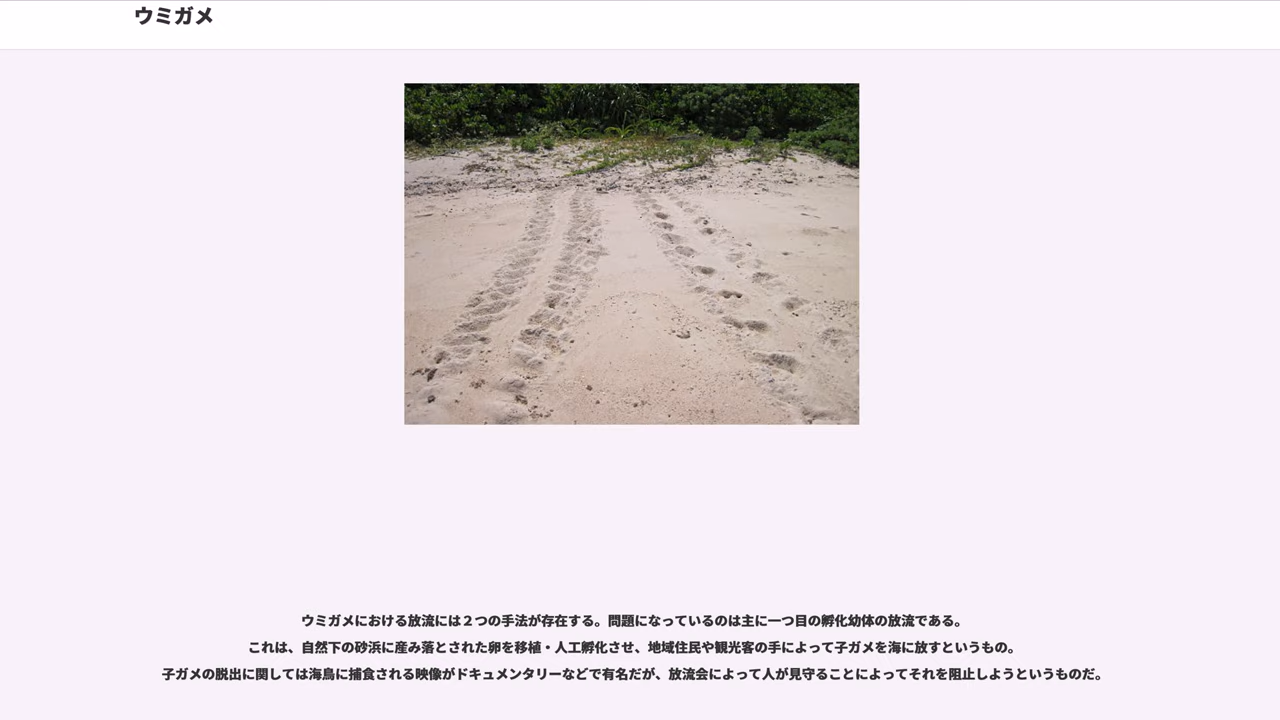 ウミガメ
ウミガメにおける放流には２つの手法が存在する。問題になっているのは主に一つ目の孵化幼体の放流である。
これは、自然下の砂浜に産み落とされた卵を移植・人工孵化させ、地域住民や観光客の手によって子ガメを海に放すというもの。
子ガメの脱出に関しては海鳥に捕食される映像がドキュメンタリーなどで有名だが、放流会によって人が見守ることによってそれを阻止しようというものだ。